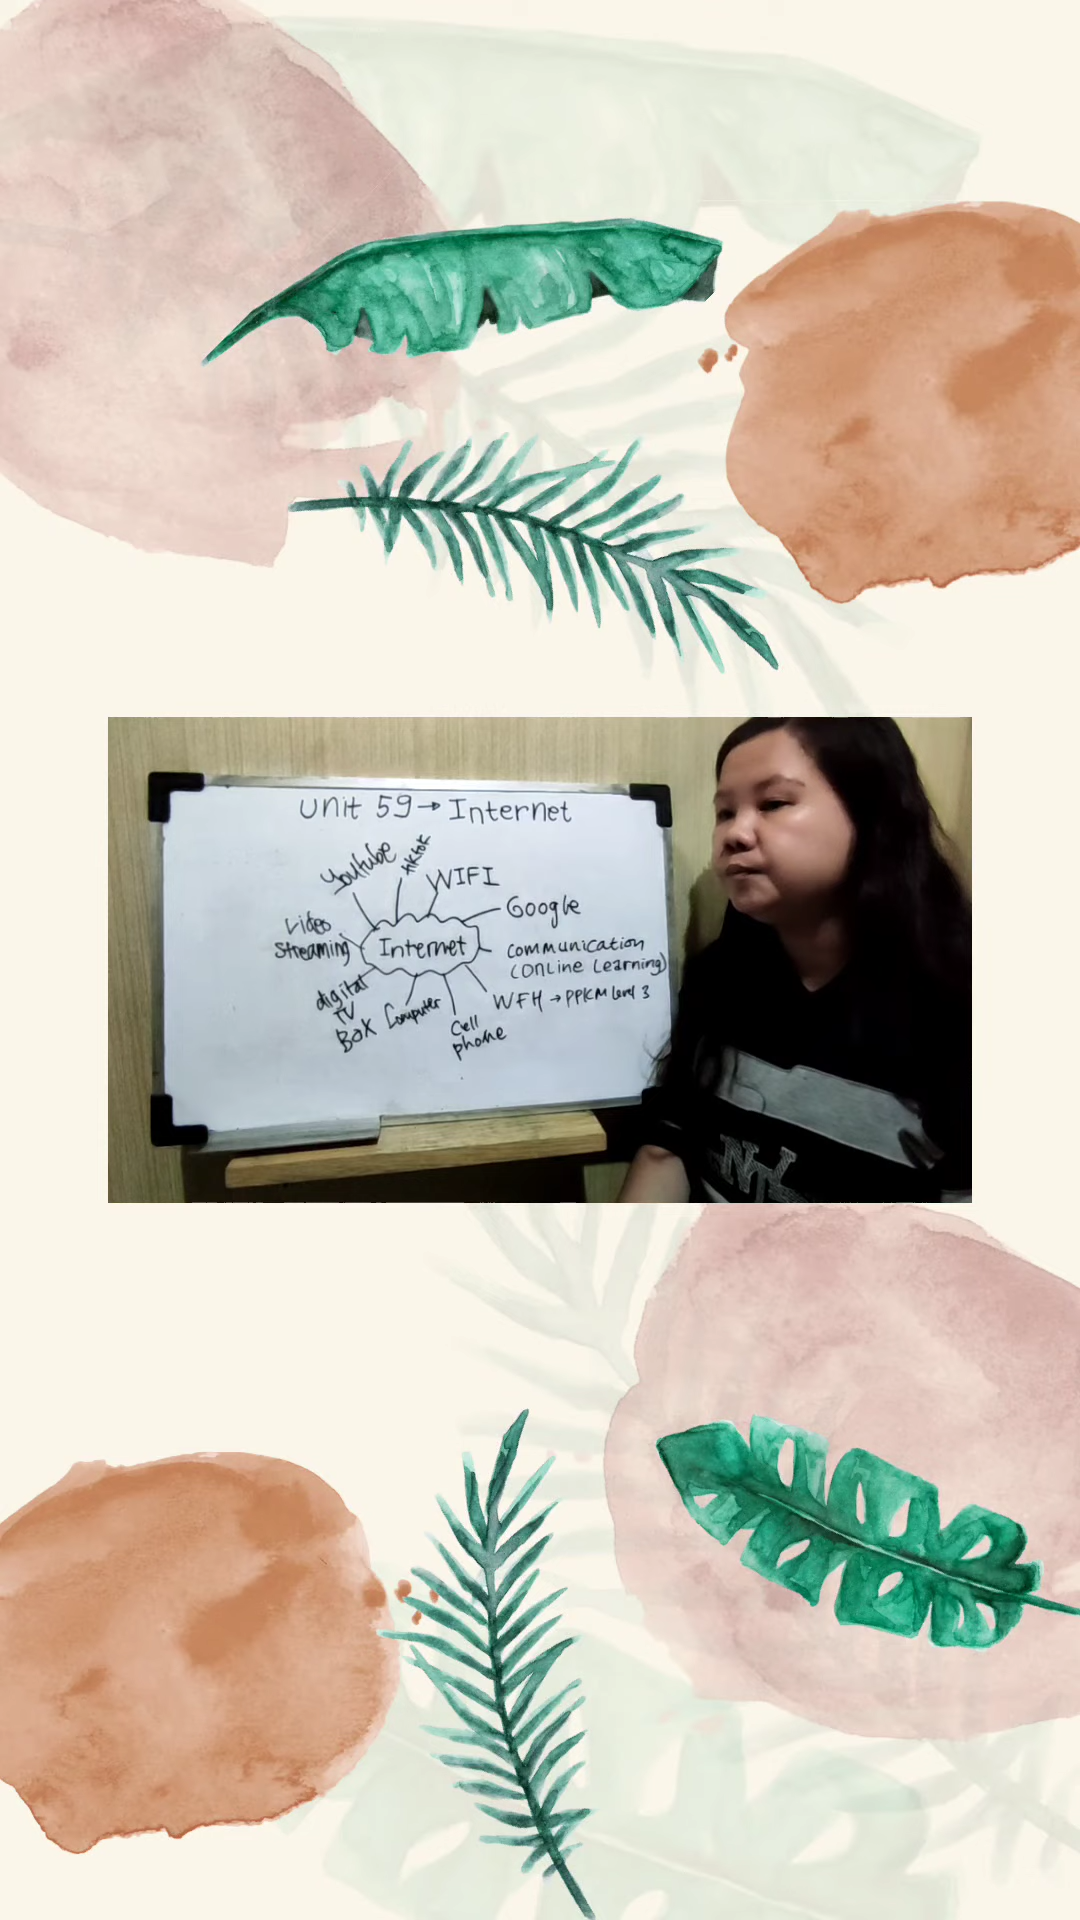 Unit 59 → Internet
Youtube
tiktok
WIFI
Google
Video
Streaming
Internet
communication
(Online Learning)
digital
TV
Box
Computer
Cell
phone
WFH → PPKM Level 3
NY